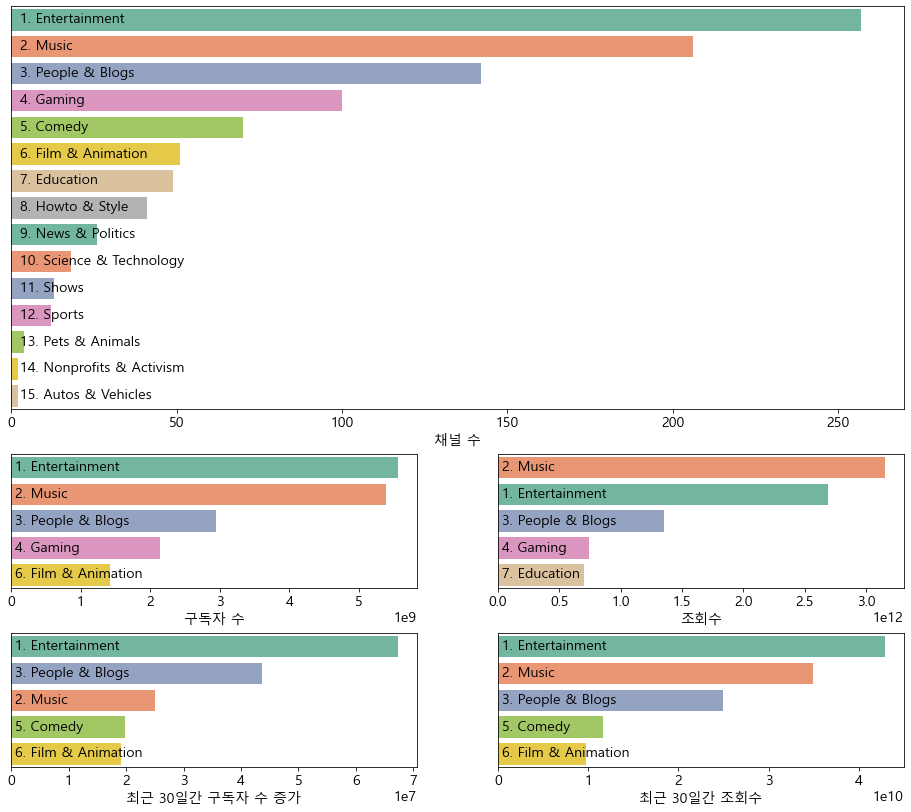 1. Entertainment
2. Music
3. People & Blogs
4. Gaming
5. Comedy
6. Film & Animation
7. Education
8. Howto & Style
9. News & Politics
10. Science & Technology
11. Shows
12. Sports
13. Pets & Animals
14. Nonprofits & Activism
15. Autos & Vehicles
0 50 100 150 200 250
채널 수
1. Entertainment
2. Music
3. People & Blogs
4. Gaming
6. Film & Animation
0 1 2 3 4 5
구독자 수 1e9
2. Music
1. Entertainment
3. People & Blogs
4. Gaming
7. Education
0.0 0.5 1.0 1.5 2.0 2.5 3.0
조회수 1e12
1. Entertainment
3. People & Blogs
2. Music
5. Comedy
6. Film & Animation
0 1 2 3 4 5 6 7
최근 30일간 구독자 수 증가 1e7
1. Entertainment
2. Music
3. People & Blogs
5. Comedy
6. Film & Animation
0 1 2 3 4
최근 30일간 조회수 1e10